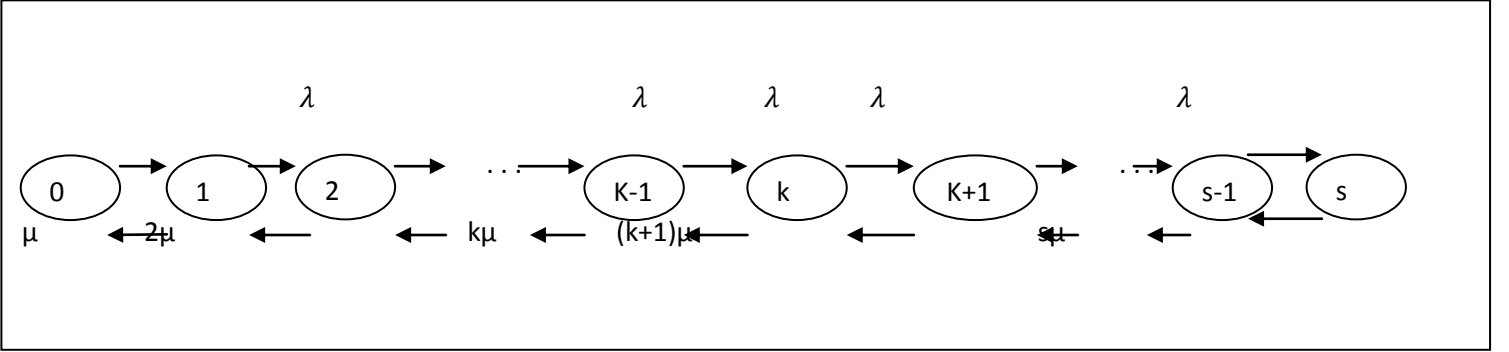 λ λ λ λ λ
0 1 2 . . . K-1 k K+1 . . . s-1 s
μ 2μ kμ (k+1)μ sμ